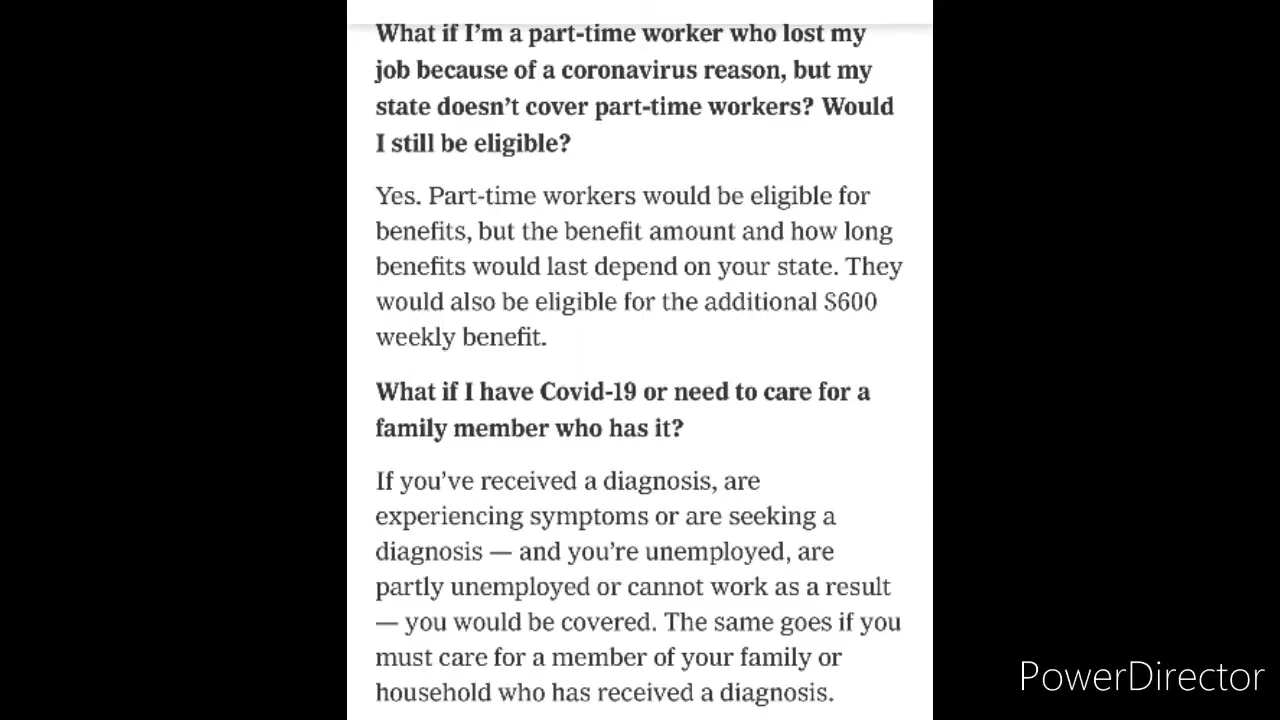 What if I'm a part-time worker who lost my
job because of a coronavirus reason, but my
state doesn't cover part-time workers? Would
I still be eligible?
Yes. Part-time workers would be eligible for
benefits, but the benefit amount and how long
benefits would last depend on your state. They
would also be eligible for the additional $600
weekly benefit.
What if I have Covid-19 or need to care for a
family member who has it?
If you've received a diagnosis, are
experiencing symptoms or are seeking a
diagnosis — and you're unemployed, are
partly unemployed or cannot work as a result
— you would be covered. The same goes if you
must care for a member of your family or
household who has received a diagnosis.
PowerDirector